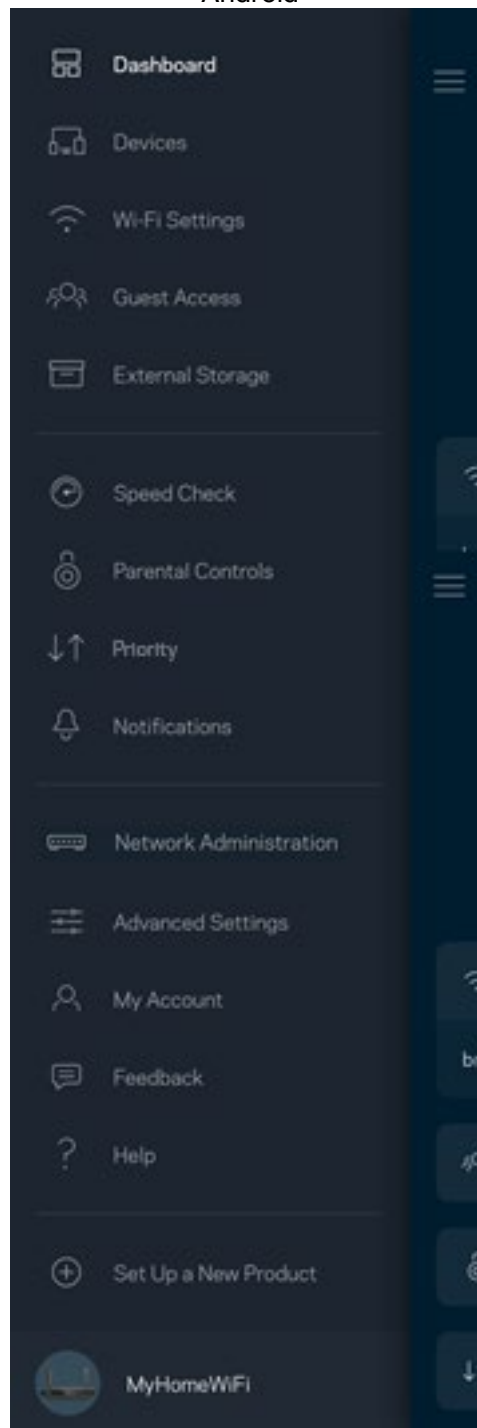 Dashboard
Devices
Wi-Fi Settings
Guest Access
External Storage
Speed Check
Parental Controls
Priority
Notifications
Network Administration
Advanced Settings
My Account
Feedback
Help
Set Up a New Product
MyHomeWiFi